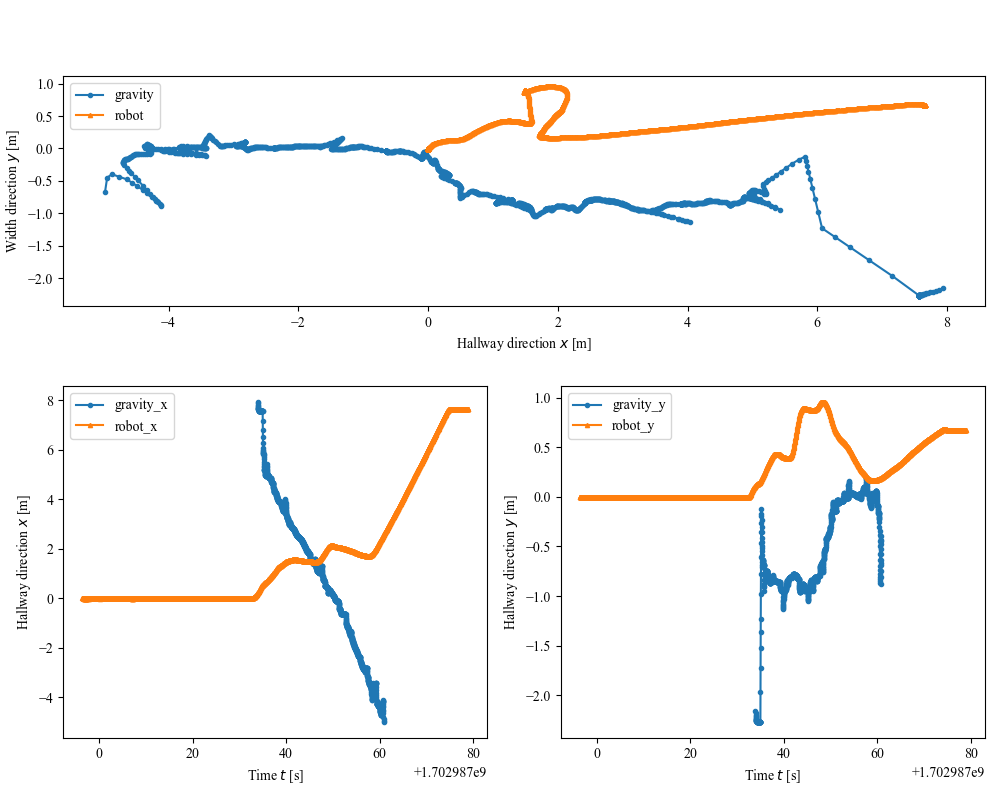 gravity
robot
1.0
0.5
0.0
−0.5
−1.0
−1.5
−2.0
Width direction y [m]
−4 −2 0 2 4 6 8
Hallway direction x [m]
gravity_x
robot_x
8
6
4
2
0
−2
−4
Hallway direction x [m]
0 20 40 60 80
+1.702987e9
Time t [s]
gravity_y
robot_y
1.0
0.5
0.0
−0.5
−1.0
−1.5
−2.0
Hallway direction y [m]
0 20 40 60 80
+1.702987e9
Time t [s]